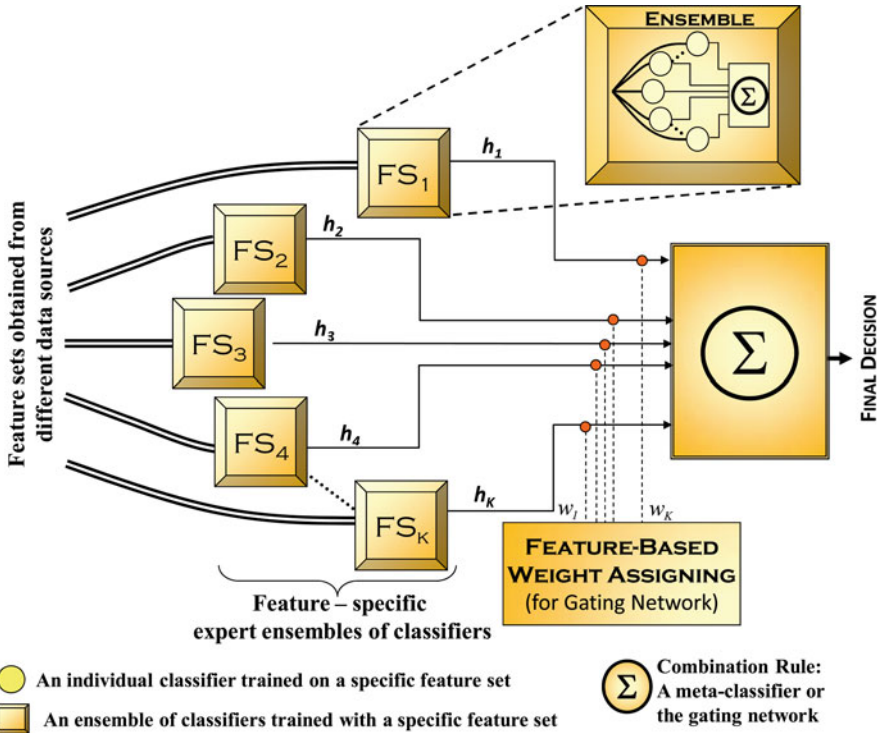 ENSEMBLE
Σ
FS1
h1
FS2
h2
FS3
h3
FS4
h4
FSK
hK
Feature sets obtained from
different data sources
Σ
FINAL DECISION
wI
wK
FEATURE-BASED
WEIGHT ASSIGNING
(for Gating Network)
Feature – specific
expert ensembles of classifiers
An individual classifier trained on a specific feature set
An ensemble of classifiers trained with a specific feature set
Σ
Combination Rule:
A meta-classifier or
the gating network